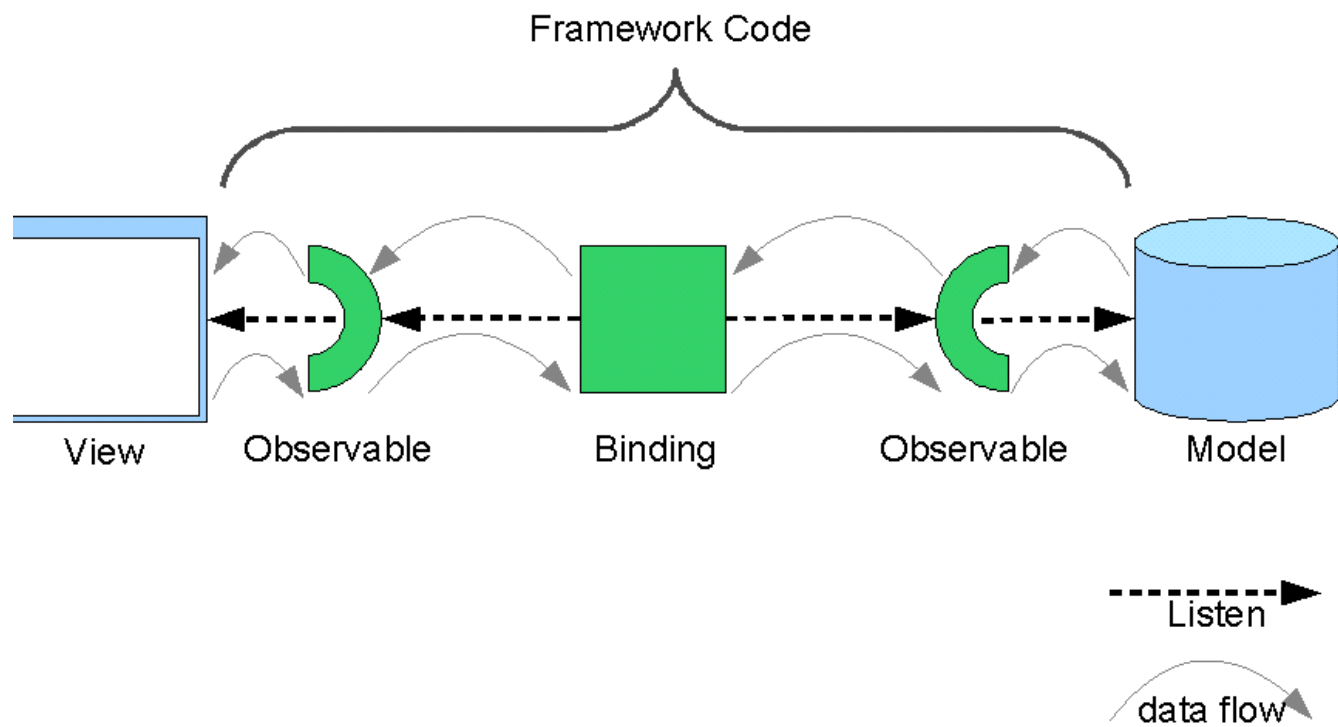 Framework Code
View
Observable
Binding
Observable
Model
Listen
data flow